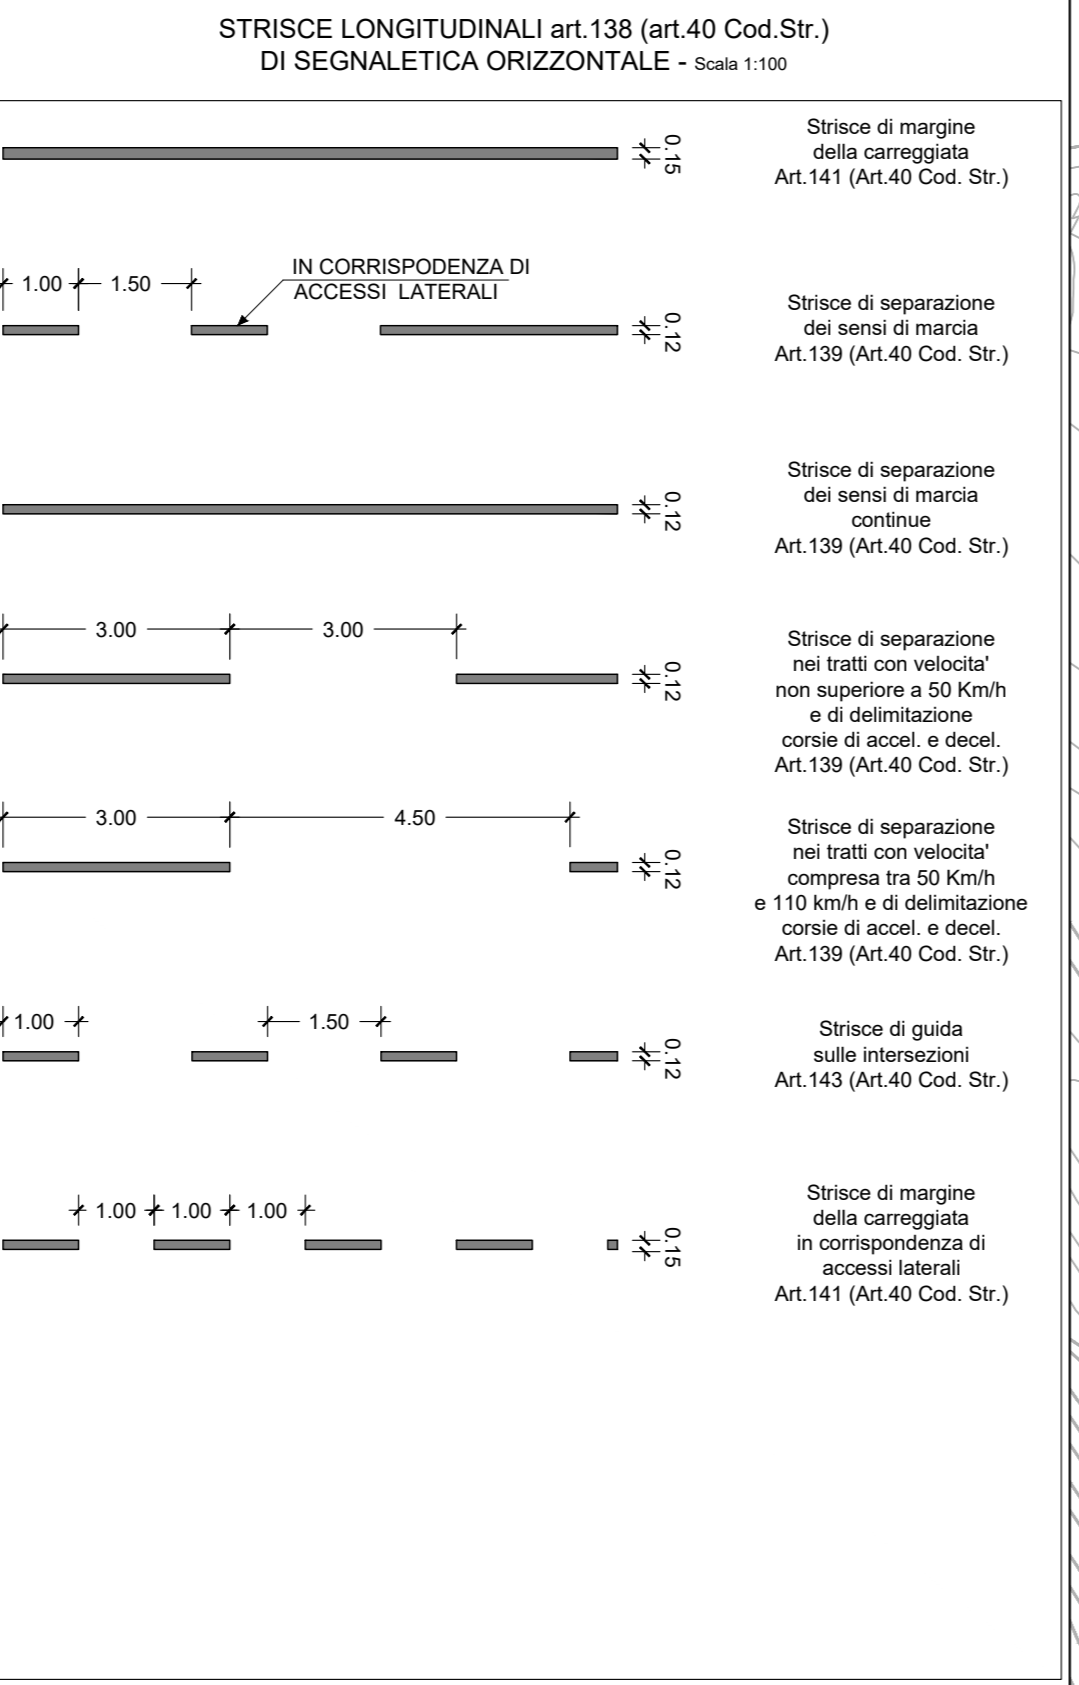 STRISCE LONGITUDINALI art.138 (art.40 Cod.Str.)
DI SEGNALETICA ORIZZONTALE - Scala 1:100
0.15
Strisce di margine
della carreggiata
Art.141 (Art.40 Cod. Str.)
1.00
1.50
IN CORRISPODENZA DI
ACCESSI LATERALI
0.12
Strisce di separazione
dei sensi di marcia
Art.139 (Art.40 Cod. Str.)
0.12
Strisce di separazione
dei sensi di marcia
continue
Art.139 (Art.40 Cod. Str.)
3.00
3.00
0.12
Strisce di separazione
nei tratti con velocita'
non superiore a 50 Km/h
e di delimitazione
corsie di accel. e decel.
Art.139 (Art.40 Cod. Str.)
3.00
4.50
0.12
Strisce di separazione
nei tratti con velocita'
compresa tra 50 Km/h
e 110 km/h e di delimitazione
corsie di accel. e decel.
Art.139 (Art.40 Cod. Str.)
1.00
1.50
0.12
Strisce di guida
sulle intersezioni
Art.143 (Art.40 Cod. Str.)
1.00
1.00
1.00
0.15
Strisce di margine
della carreggiata
in corrispondenza di
accessi laterali
Art.141 (Art.40 Cod. Str.)